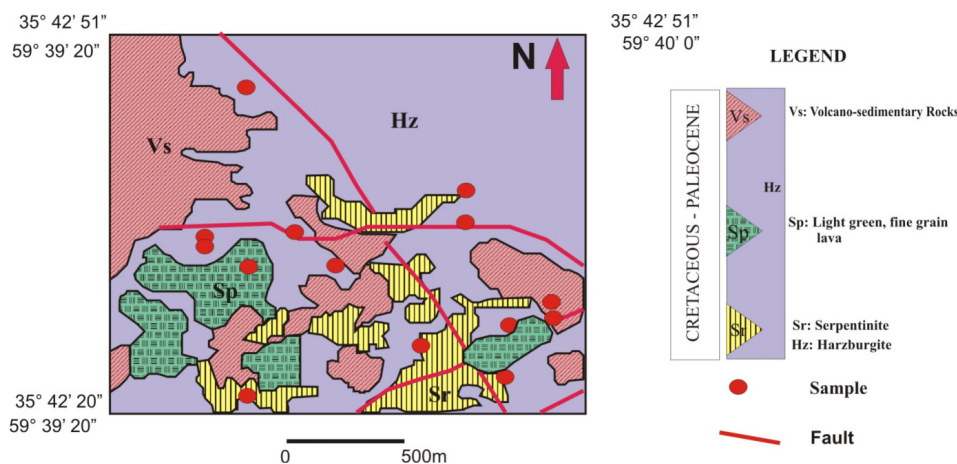 35° 42’ 51”
59° 39’ 20”
35° 42’ 51”
59° 40’ 0”
N
LEGEND
Hz
Vs
Sp
Sr
35° 42’ 20”
59° 39’ 20”
0 500m
CRETACEOUS - PALEOCENE
Vs
Vs: Volcano-sedimentary Rocks
Hz
Sp
Sp: Light green, fine grain
lava
Sr
Sr: Serpentinite
Hz: Harzburgite
Sample
Fault